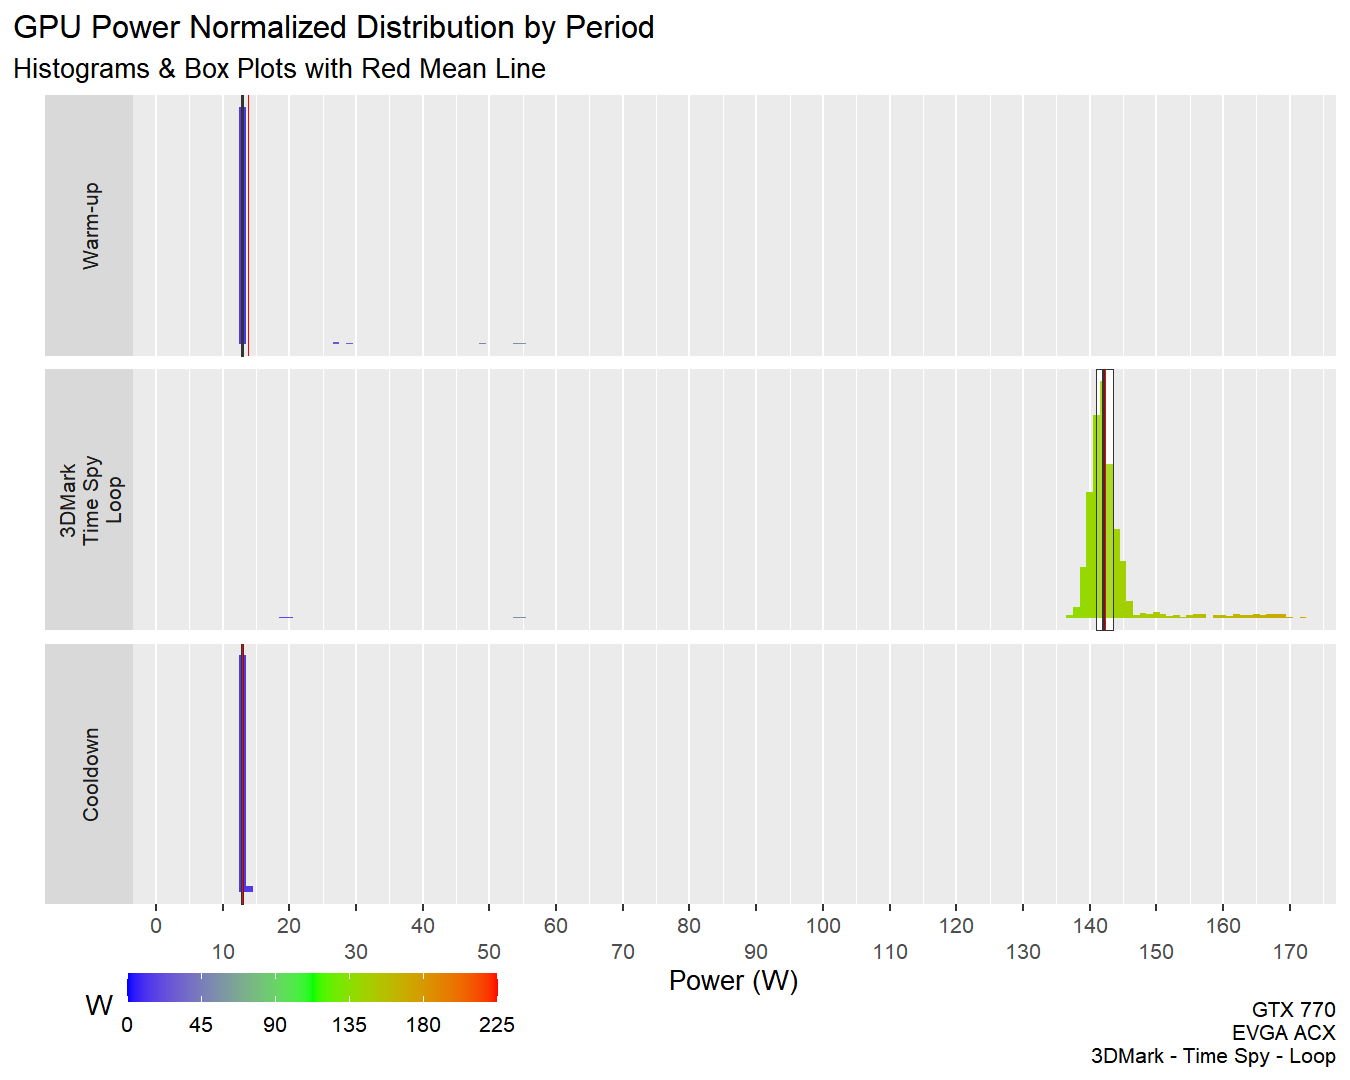 GPU Power Normalized Distribution by Period
Histograms & Box Plots with Red Mean Line
Warm-up
3DMark
Time Spy
Loop
Cooldown
0 20 40 60 80 100 120 140 160
10 30 50 70 90 110 130 150 170
Power (W)
W
0 45 90 135 180 225
GTX 770
EVGA ACX
3DMark - Time Spy - Loop